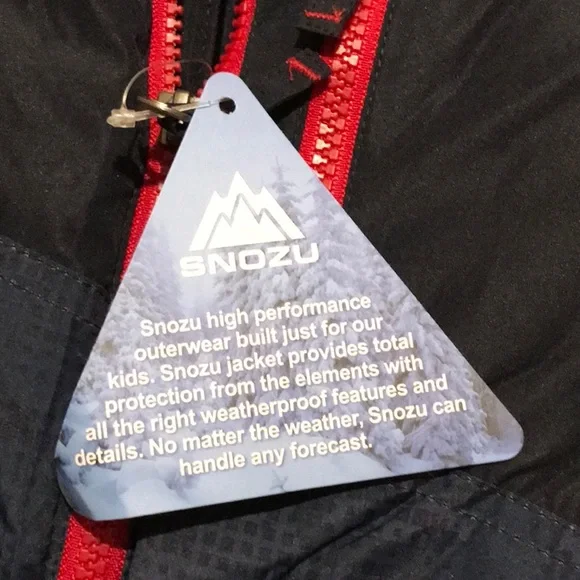 SNOZU
Snozu high performance
outerwear built just for our
kids. Snozu jacket provides total
protection from the elements with
all the right weatherproof features and
details. No matter the weather, Snozu can
handle any forecast.